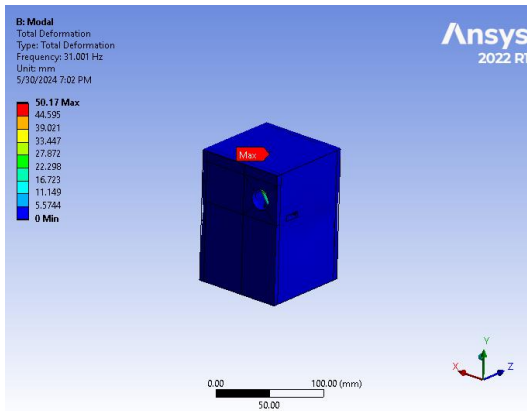 B: Modal
Total Deformation
Type: Total Deformation
Frequency: 31.001 Hz
Unit: mm
5/30/2024 7:02 PM
50.17 Max
44.595
39.021
33.447
27.872
22.298
16.723
11.149
5.5744
0 Min
Ansys
2022 R1
Max
Y
X
Z
0.00
100.00 (mm)
50.00